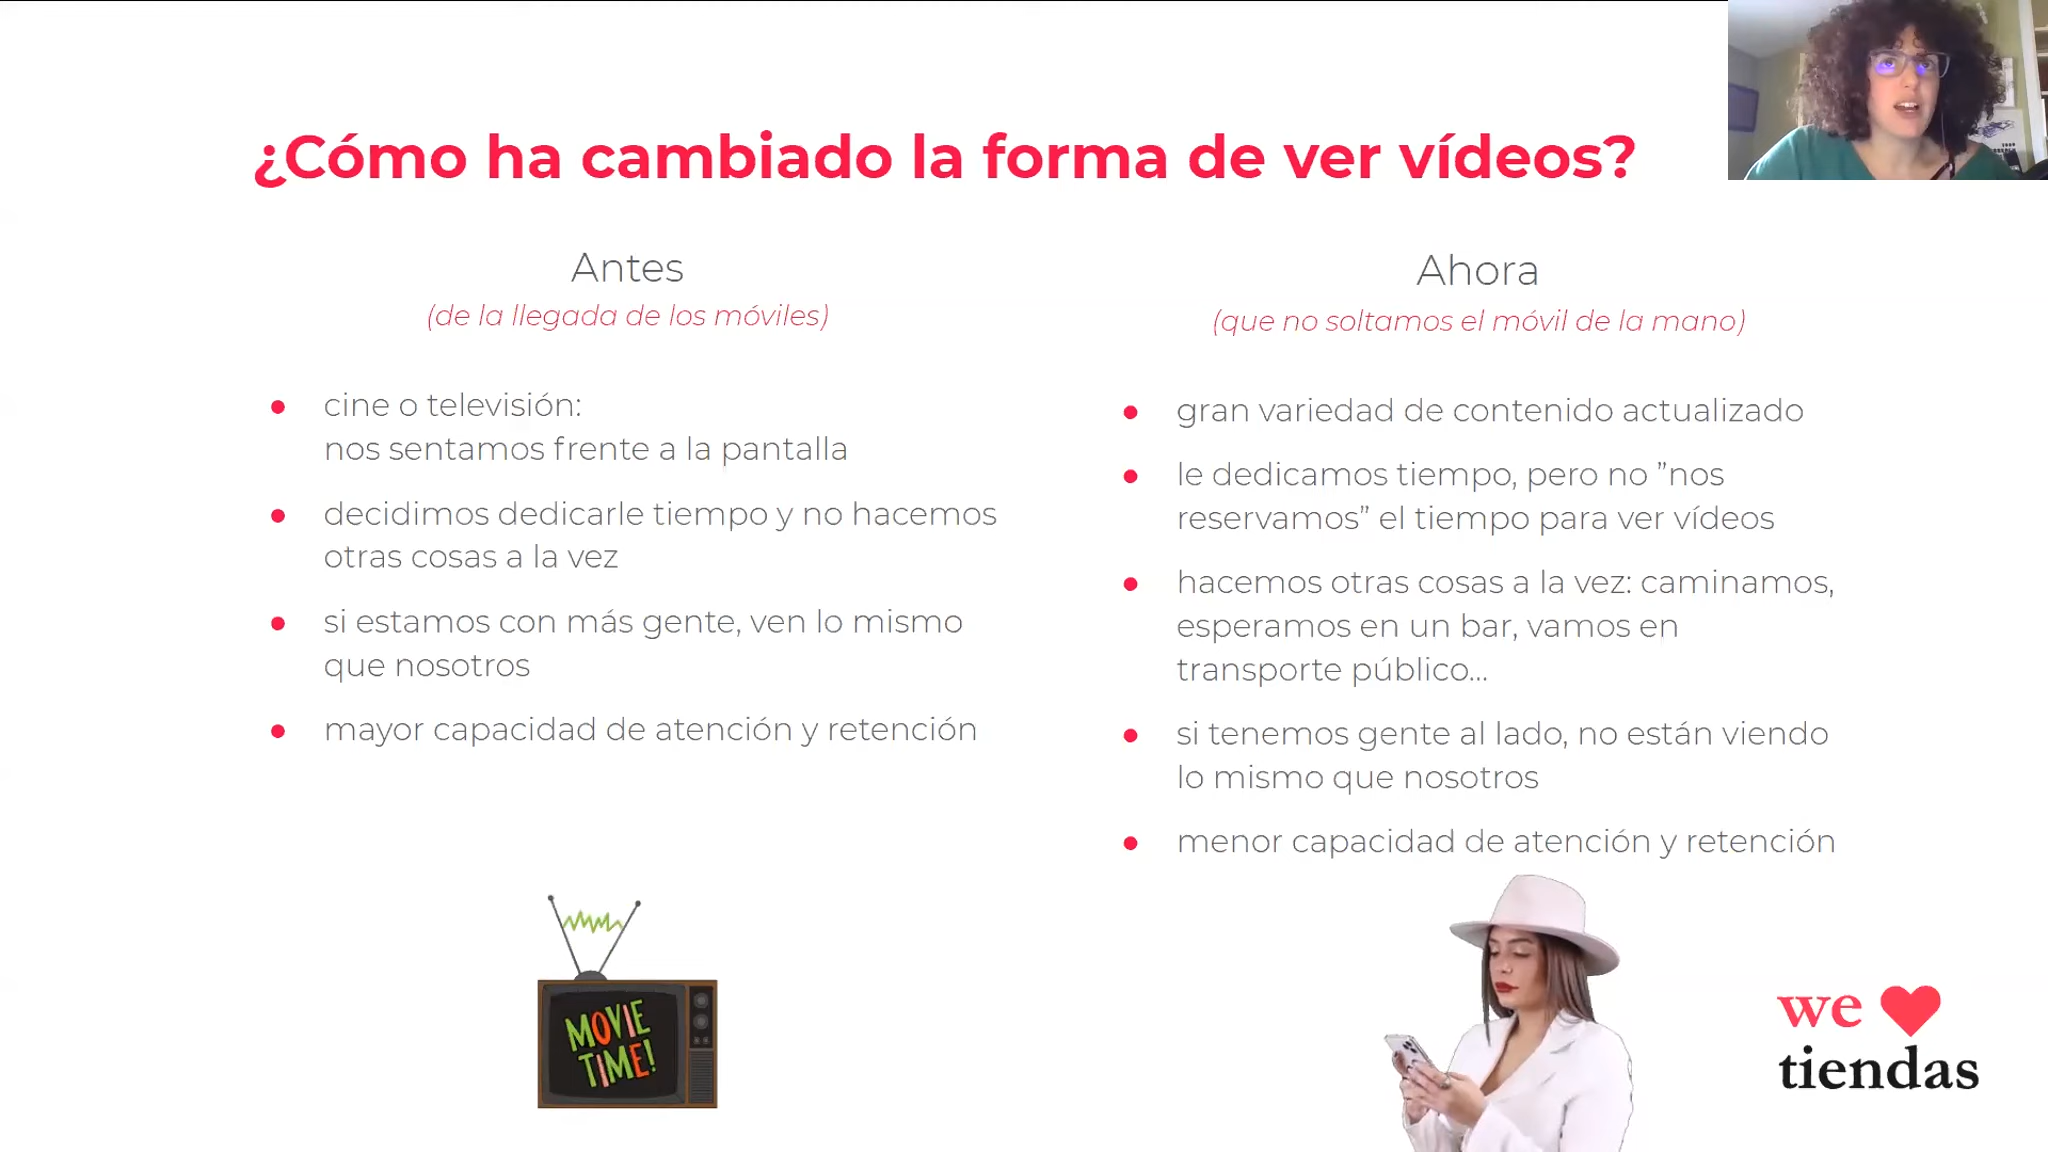 ¿Cómo ha cambiado la forma de ver vídeos?
Antes
(de la llegada de los móviles)
● cine o televisión:
nos sentamos frente a la pantalla
● decidimos dedicarle tiempo y no hacemos
otras cosas a la vez
● si estamos con más gente, ven lo mismo
que nosotros
● mayor capacidad de atención y retención
MOVIE
TIME!
Ahora
(que no soltamos el móvil de la mano)
● gran variedad de contenido actualizado
● le dedicamos tiempo, pero no ”nos
reservamos” el tiempo para ver vídeos
● hacemos otras cosas a la vez: caminamos,
esperamos en un bar, vamos en
transporte público...
● si tenemos gente al lado, no están viendo
lo mismo que nosotros
● menor capacidad de atención y retención
we ♥
tiendas